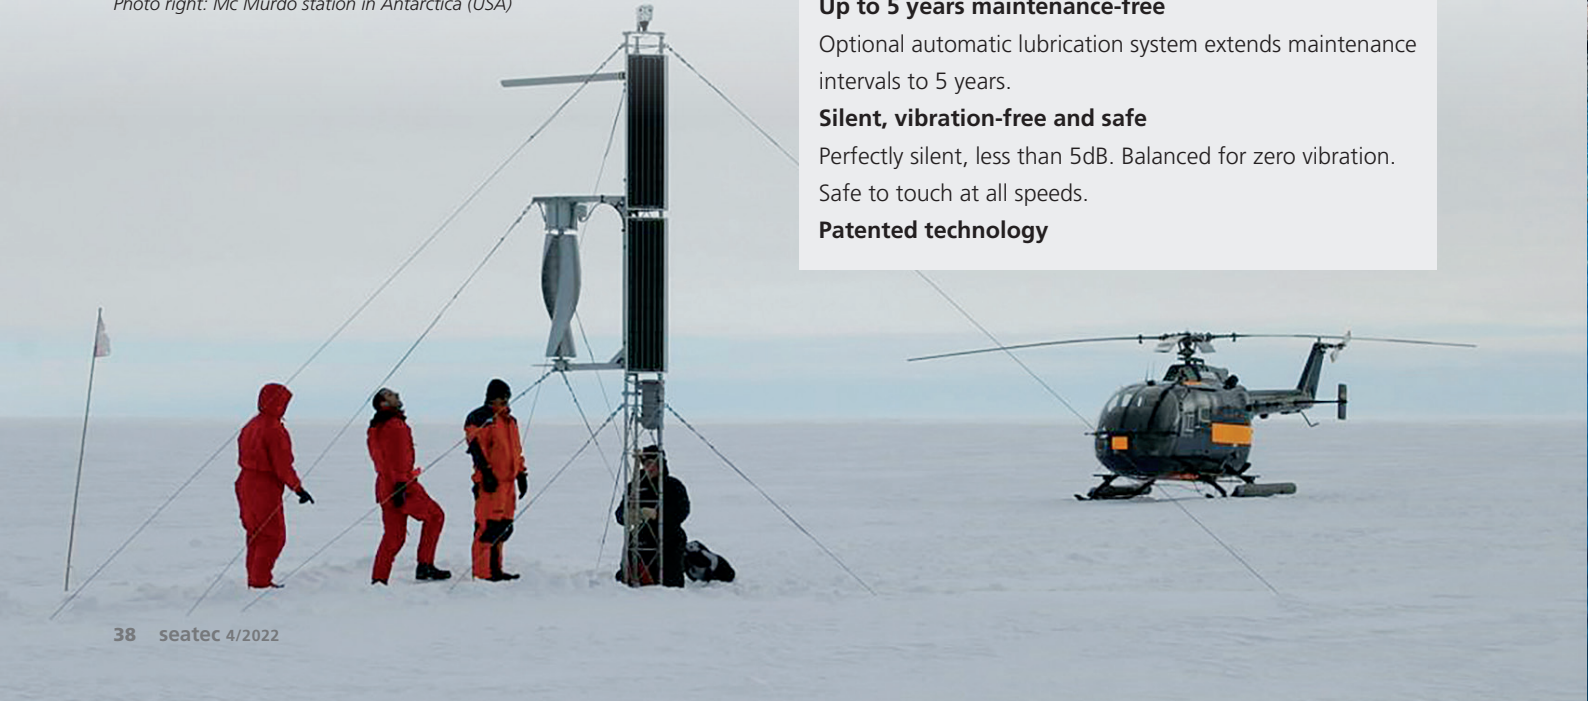 Photo right: Mc Murdo station in Antarctica (USA)
Up to 5 years maintenance-free
Optional automatic lubrication system extends maintenance
intervals to 5 years.
Silent, vibration-free and safe
Perfectly silent, less than 5dB. Balanced for zero vibration.
Safe to touch at all speeds.
Patented technology
38 seatec 4/2022